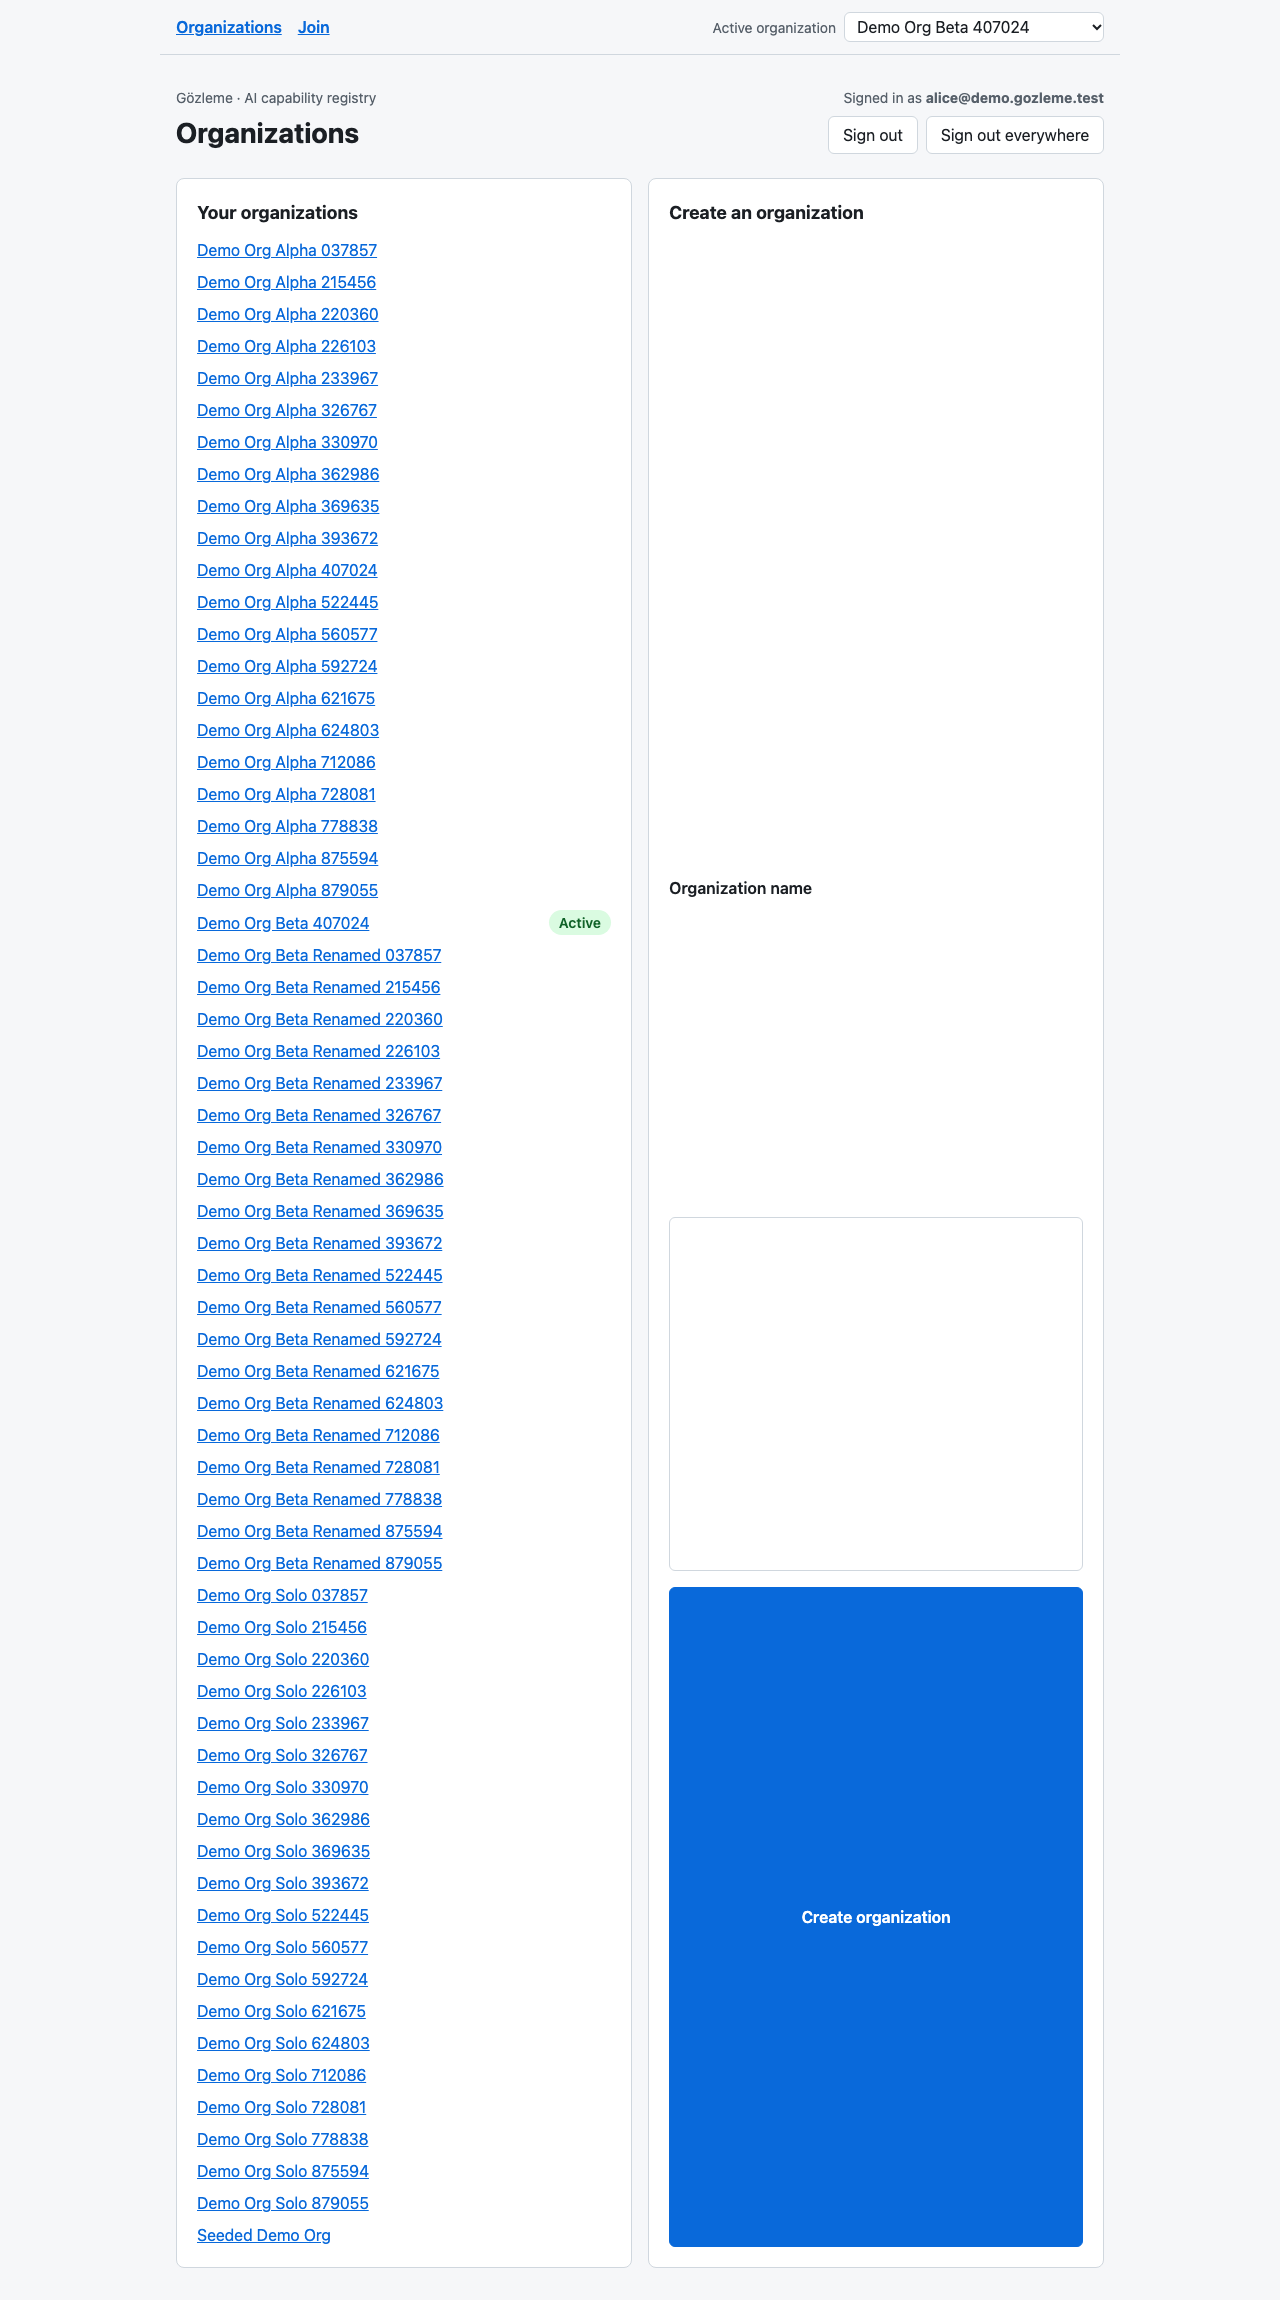 Organizations Join Active organization Demo Org Beta 407024
Gözleme · AI capability registry Signed in as alice@demo.gozleme.test
Organizations Sign out Sign out everywhere
Your organizations
Demo Org Alpha 037857
Demo Org Alpha 215456
Demo Org Alpha 220360
Demo Org Alpha 226103
Demo Org Alpha 233967
Demo Org Alpha 326767
Demo Org Alpha 330970
Demo Org Alpha 362986
Demo Org Alpha 369635
Demo Org Alpha 393672
Demo Org Alpha 407024
Demo Org Alpha 522445
Demo Org Alpha 560577
Demo Org Alpha 592724
Demo Org Alpha 621675
Demo Org Alpha 624803
Demo Org Alpha 712086
Demo Org Alpha 728081
Demo Org Alpha 778838
Demo Org Alpha 875594
Demo Org Alpha 879055
Demo Org Beta 407024 Active
Demo Org Beta Renamed 037857
Demo Org Beta Renamed 215456
Demo Org Beta Renamed 220360
Demo Org Beta Renamed 226103
Demo Org Beta Renamed 233967
Demo Org Beta Renamed 326767
Demo Org Beta Renamed 330970
Demo Org Beta Renamed 362986
Demo Org Beta Renamed 369635
Demo Org Beta Renamed 393672
Demo Org Beta Renamed 522445
Demo Org Beta Renamed 560577
Demo Org Beta Renamed 592724
Demo Org Beta Renamed 621675
Demo Org Beta Renamed 624803
Demo Org Beta Renamed 712086
Demo Org Beta Renamed 728081
Demo Org Beta Renamed 778838
Demo Org Beta Renamed 875594
Demo Org Beta Renamed 879055
Demo Org Solo 037857
Demo Org Solo 215456
Demo Org Solo 220360
Demo Org Solo 226103
Demo Org Solo 233967
Demo Org Solo 326767
Demo Org Solo 330970
Demo Org Solo 362986
Demo Org Solo 369635
Demo Org Solo 393672
Demo Org Solo 522445
Demo Org Solo 560577
Demo Org Solo 592724
Demo Org Solo 621675
Demo Org Solo 624803
Demo Org Solo 712086
Demo Org Solo 728081
Demo Org Solo 778838
Demo Org Solo 875594
Demo Org Solo 879055
Seeded Demo Org
Create an organization
Organization name
Create organization